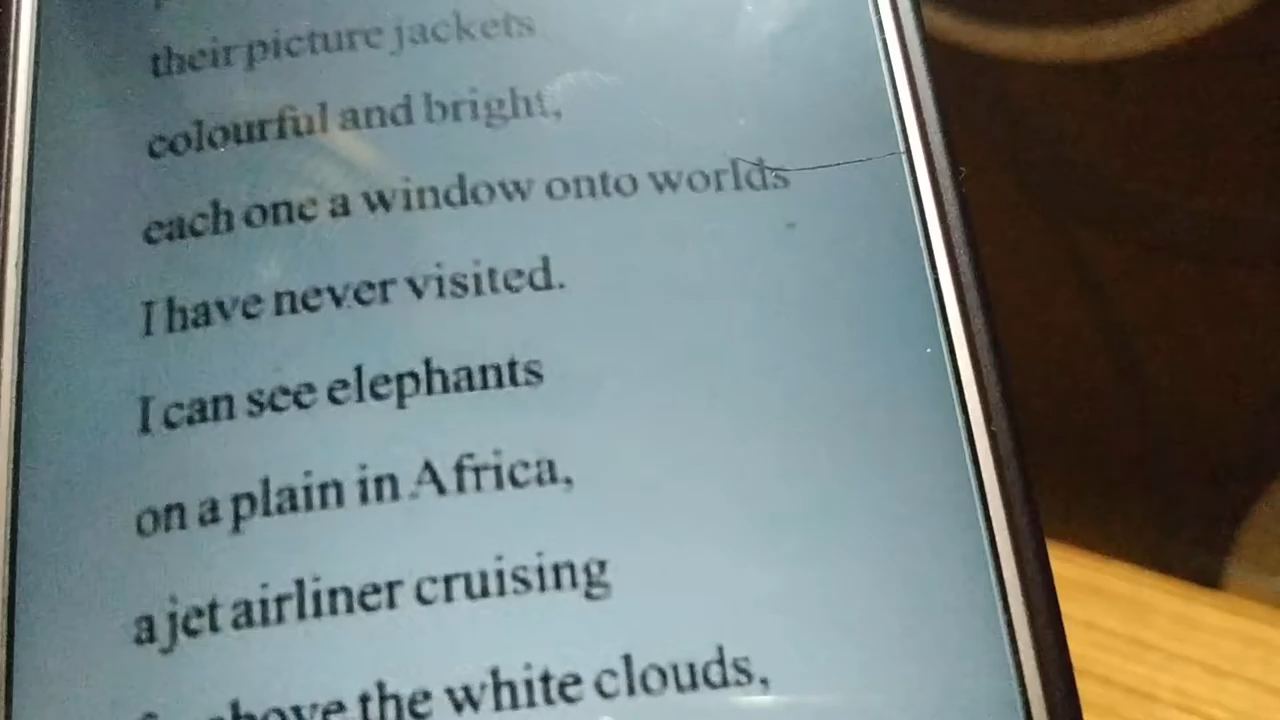 their picture jackets
colourful and bright,
each one a window onto worlds
I have never visited.
I can see elephants
on a plain in Africa,
a jet airliner cruising
above the white clouds,